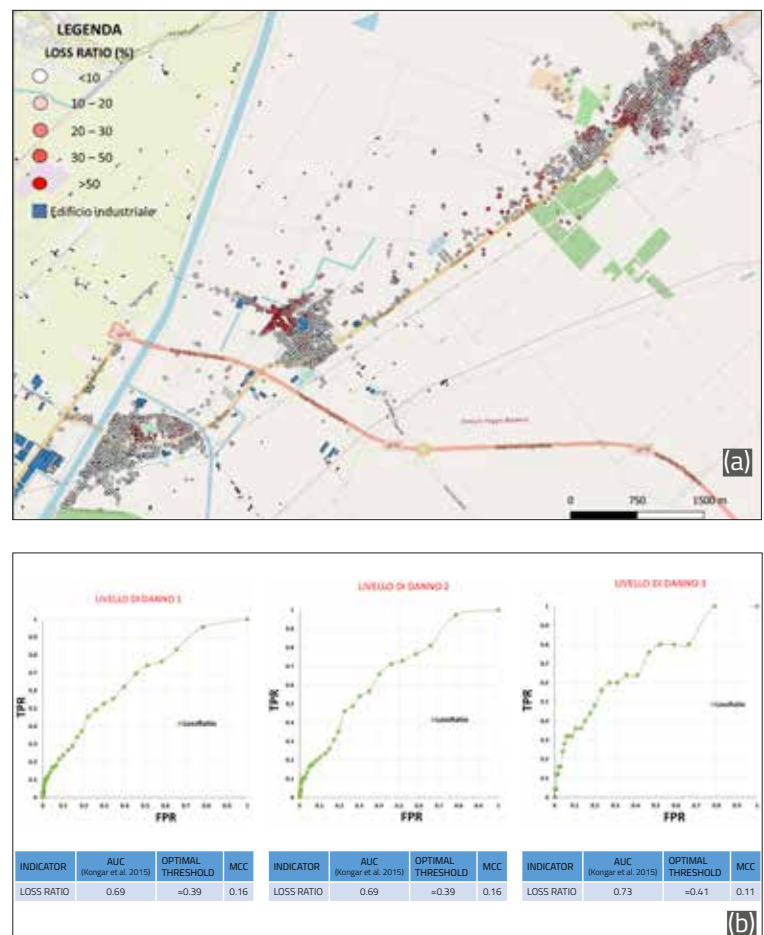 LEGENDA
LOSS RATIO (%)
<10
10 – 20
20 – 30
30 – 50
>50
Edificio industriale
(a)
0 750 1500 m
LIVELLO DI DANNO 1
TPR
LossRatio
FPR
INDICATOR AUC (Kongar et al. 2015) OPTIMAL THRESHOLD MCC
LOSS RATIO 0.69 ≈0.39 0.16
LIVELLO DI DANNO 2
TPR
LossRatio
FPR
INDICATOR AUC (Kongar et al. 2015) OPTIMAL THRESHOLD MCC
LOSS RATIO 0.69 ≈0.39 0.16
LIVELLO DI DANNO 3
TPR
LossRatio
FPR
INDICATOR AUC (Kongar et al. 2015) OPTIMAL THRESHOLD MCC
LOSS RATIO 0.73 ≈0.41 0.11
(b)